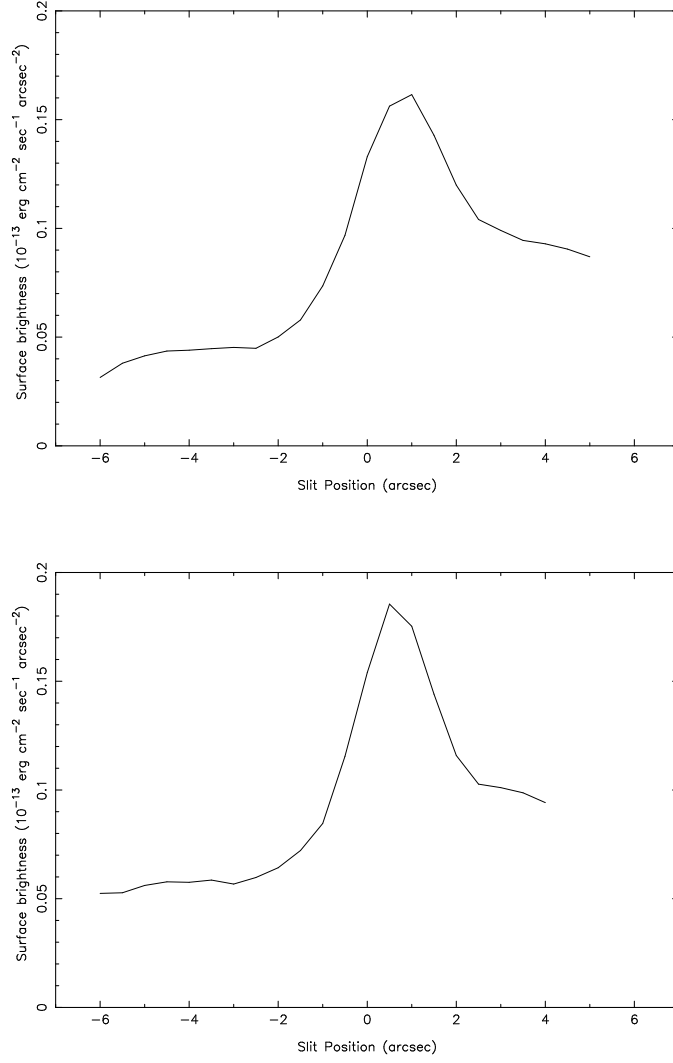 0.2
0.15
0.1
0.05
0
Surface brightness (10⁻¹³ erg cm⁻² sec⁻¹ arcsec⁻²)
−6 −4 −2 0 2 4 6
Slit Position (arcsec)
0.2
0.15
0.1
0.05
0
Surface brightness (10⁻¹³ erg cm⁻² sec⁻¹ arcsec⁻²)
−6 −4 −2 0 2 4 6
Slit Position (arcsec)